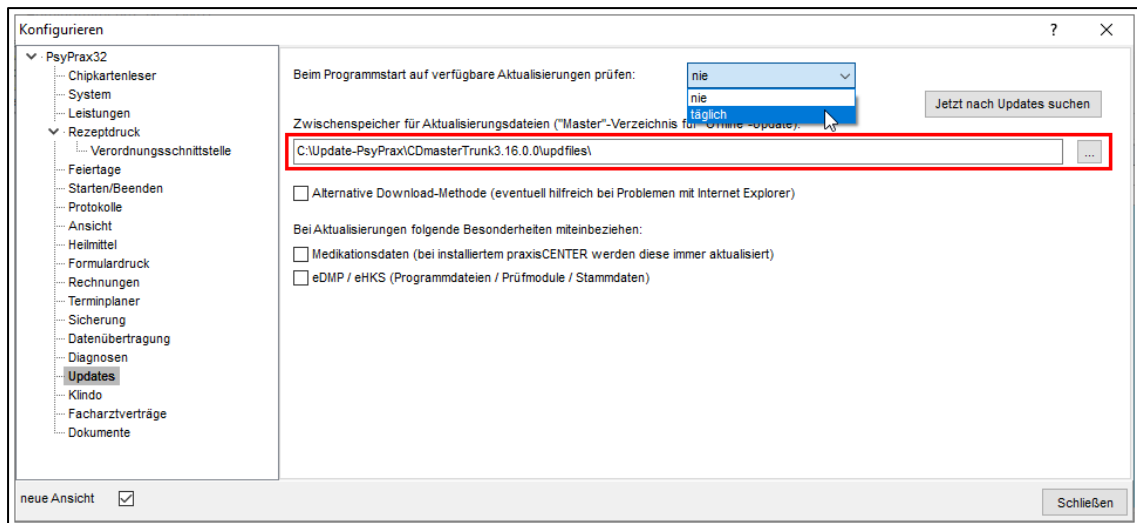 Konfigurieren
? ×
PsyPrax32
Chipkartenleser
System
Leistungen
Rezeptdruck
Verordnungsschnittstelle
Feiertage
Starten/Beenden
Protokolle
Ansicht
Heilmittel
Formulardruck
Rechnungen
Terminplaner
Sicherung
Datenübertragung
Diagnosen
Updates
Klindo
Facharztverträge
Dokumente
Beim Programmstart auf verfügbare Aktualisierungen prüfen: nie
nie
täglich
Jetzt nach Updates suchen
Zwischenspeicher für Aktualisierungsdateien ("Master"-Verzeichnis für "Offline"-Update):
C:\Update-PsyPrax\CDmasterTrunk3.16.0.0\updfiles\ ...
Alternative Download-Methode (eventuell hilfreich bei Problemen mit Internet Explorer)
Bei Aktualisierungen folgende Besonderheiten miteinbeziehen:
Medikationsdaten (bei installiertem praxisCENTER werden diese immer aktualisiert)
eDMP / eHKS (Programmdateien / Prüfmodule / Stammdaten)
neue Ansicht
Schließen